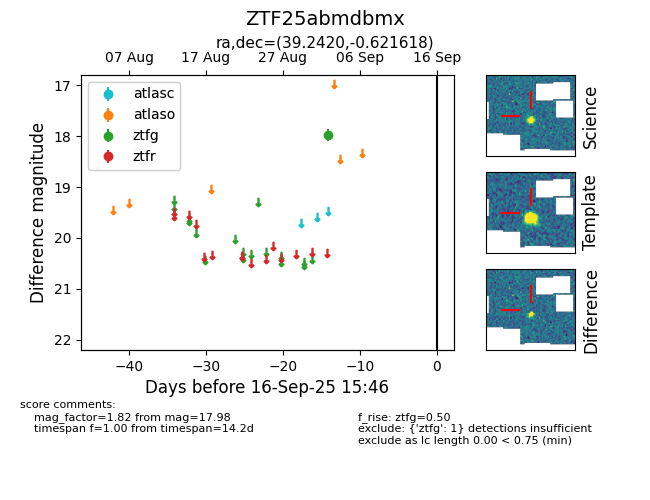 ZTF25abmdbmx
ra,dec=(39.2420,-0.621618)
07 Aug 17 Aug 27 Aug 06 Sep 16 Sep
17
18
19
20
21
22
Difference magnitude
atlasc
atlaso
ztfg
ztfr
−40 −30 −20 −10 0
Days before 16-Sep-25 15:46
Science
Template
Difference
score comments:
mag_factor=1.82 from mag=17.98
timespan f=1.00 from timespan=14.2d
f_rise: ztfg=0.50
exclude: {'ztfg': 1} detections insufficient
exclude as lc length 0.00 < 0.75 (min)